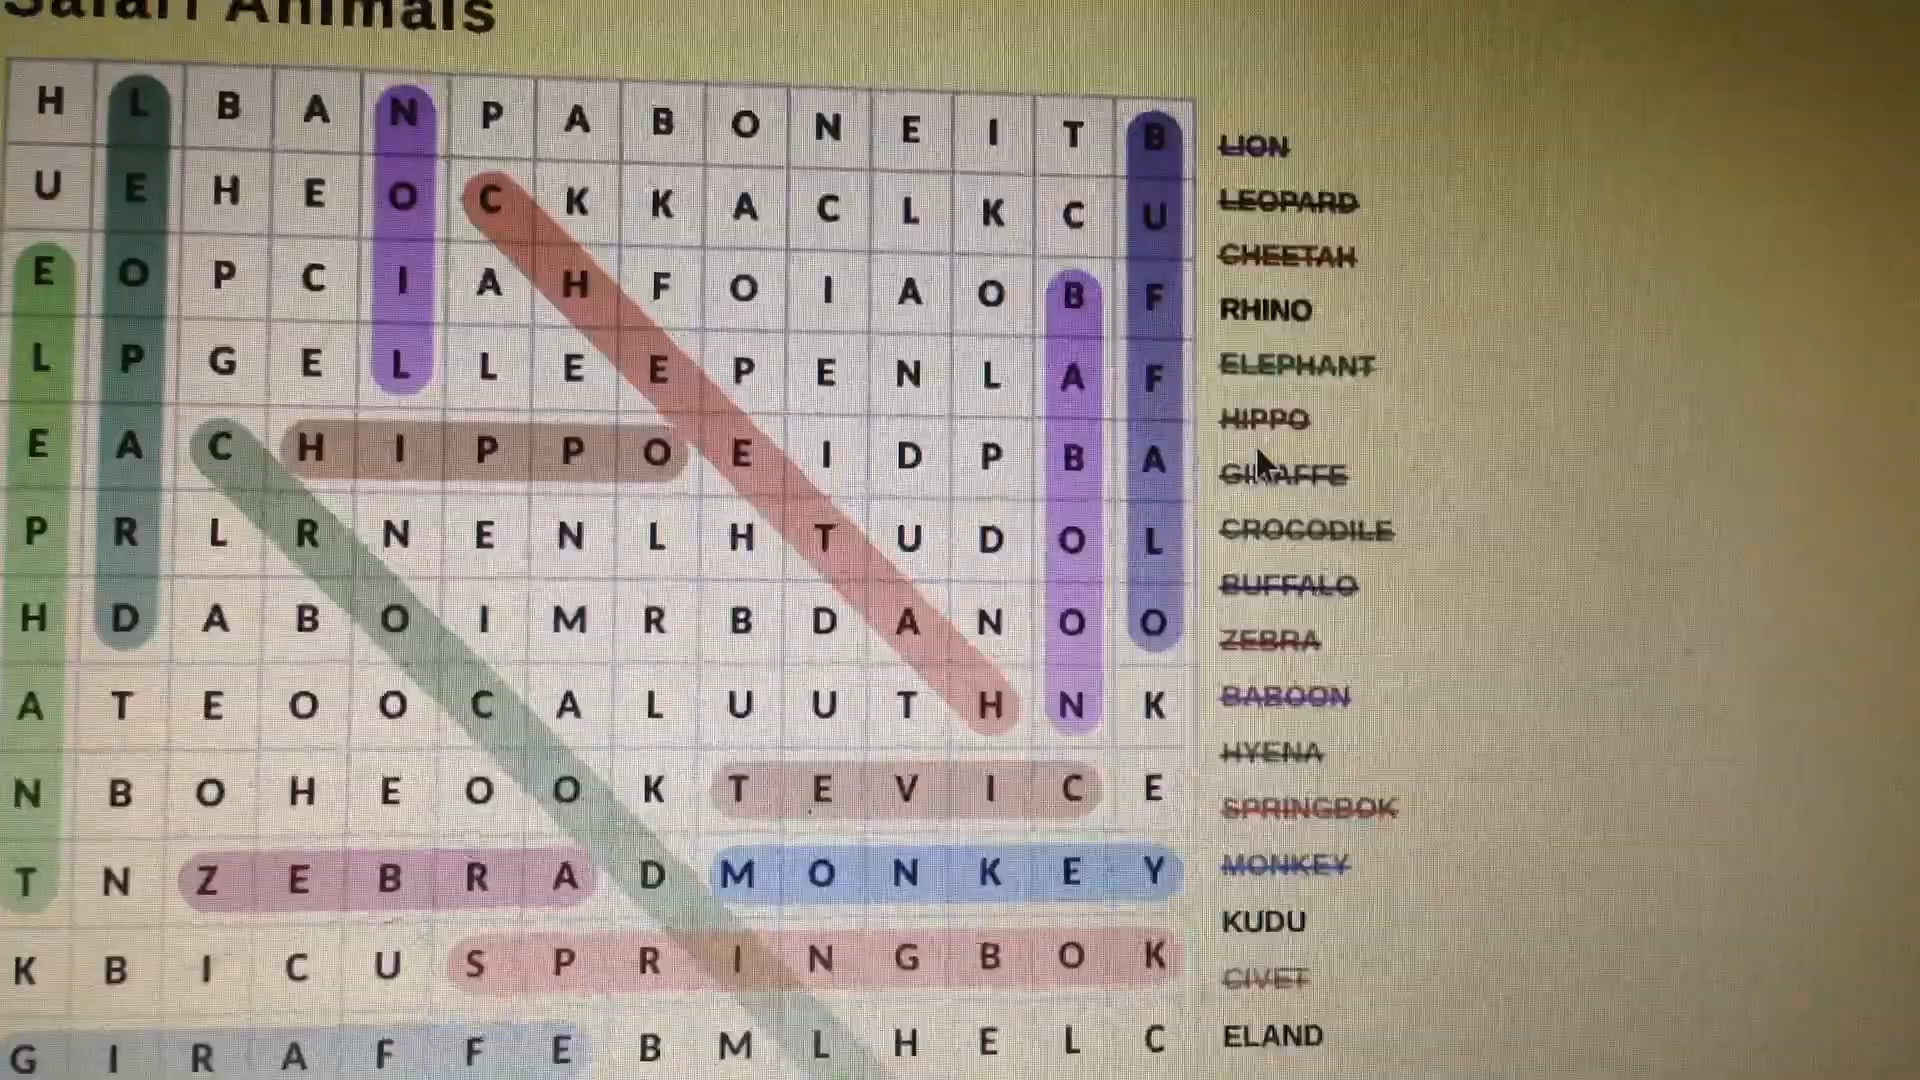 Safari Animals
H L B A N P A B O N E I T B
U E H E O C K K A C L K C U
E O P C I A H F O I A O B F
L P G E L L E E P E N L A F
E A C H I P P O E I D P B A
P R L R N E N L H T U D O L
H D A B O I M R B D A N O O
A T E O O C A L U U T H N K
N B O H E O O K T E V I C E
T N Z E B R A D M O N K E Y
K B I C U S P R I N G B O K
G I R A F F E B M L H E L C
LION
LEOPARD
CHEETAH
RHINO
ELEPHANT
HIPPO
GIRAFFE
CROCODILE
BUFFALO
ZEBRA
BABOON
HYENA
SPRINGBOK
MONKEY
KUDU
CIVET
ELAND